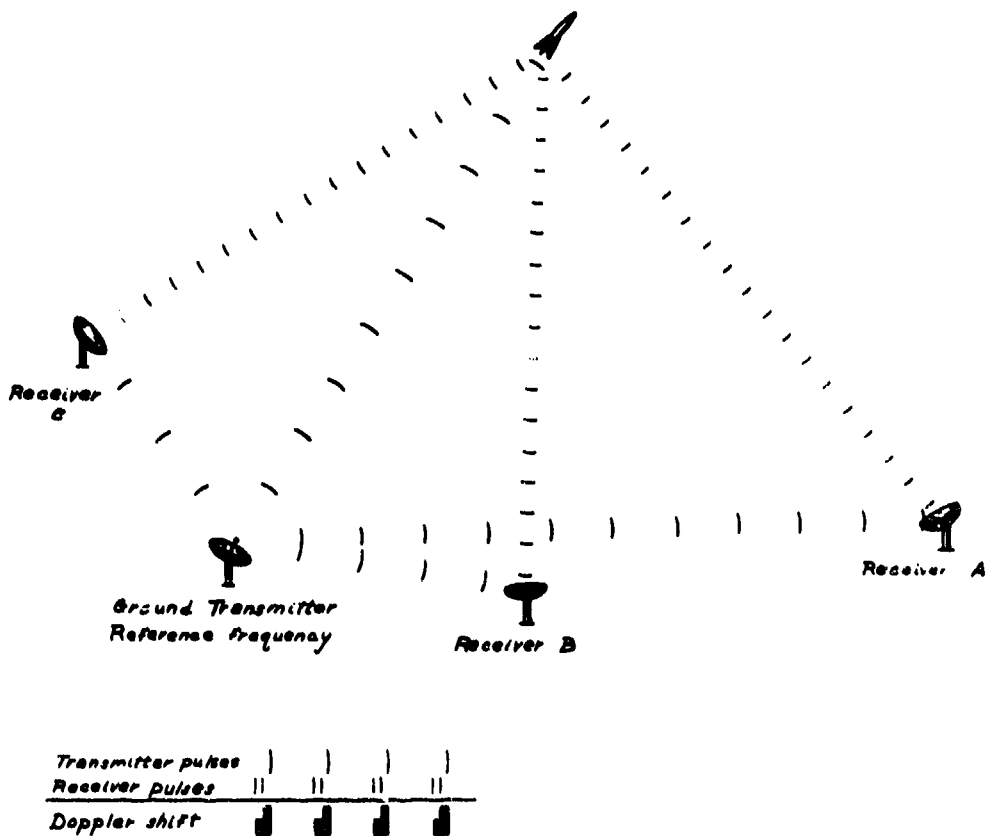 Receiver
C
Receiver A
Ground Transmitter
Reference frequency
Receiver B
Transmitter pulses
Receiver pulses
Doppler shift